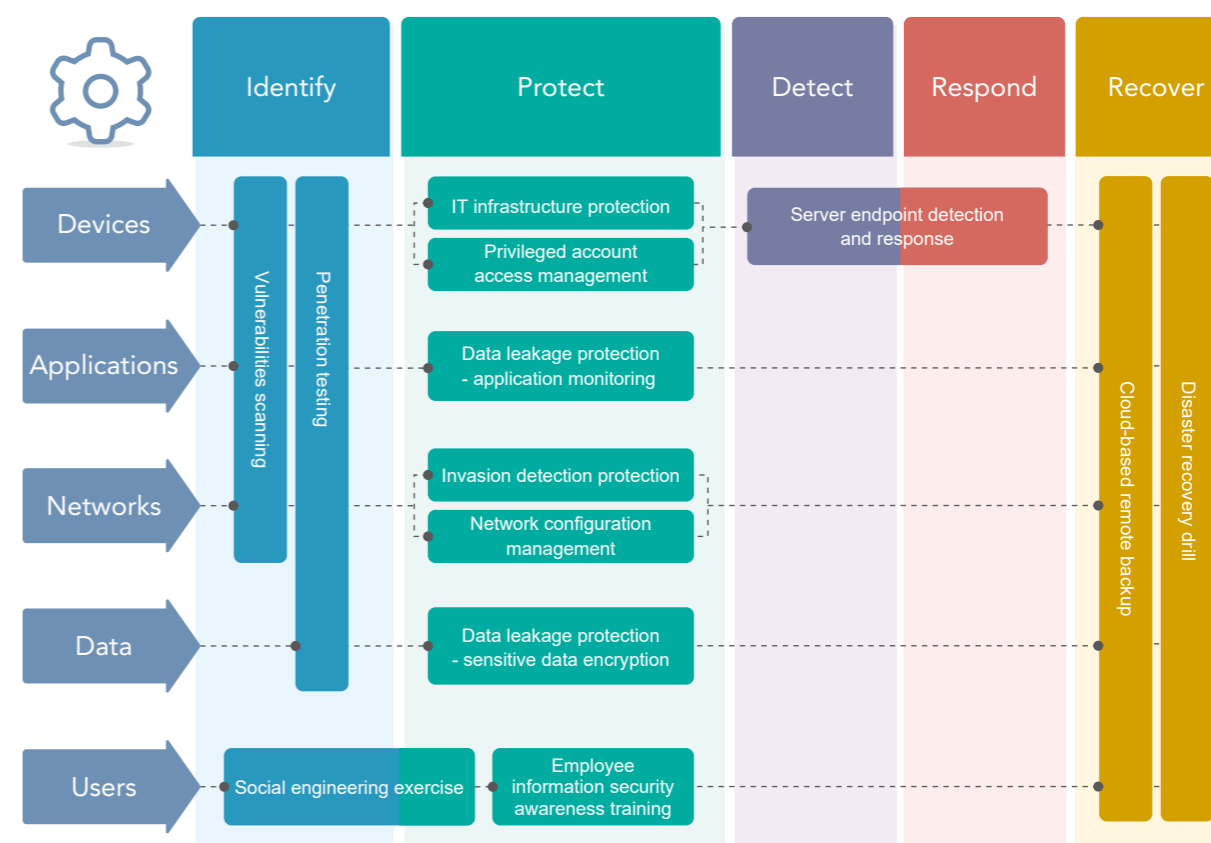 Identify
Protect
Detect
Respond
Recover
Devices
Vulnerabilities scanning
Penetration testing
IT infrastructure protection
Privileged account
access management
Server endpoint detection
and response
Cloud-based remote backup
Disaster recovery drill
Applications
Data leakage protection
- application monitoring
Networks
Invasion detection protection
Network configuration
management
Data
Data leakage protection
- sensitive data encryption
Users
Social engineering exercise
Employee
information security
awareness training